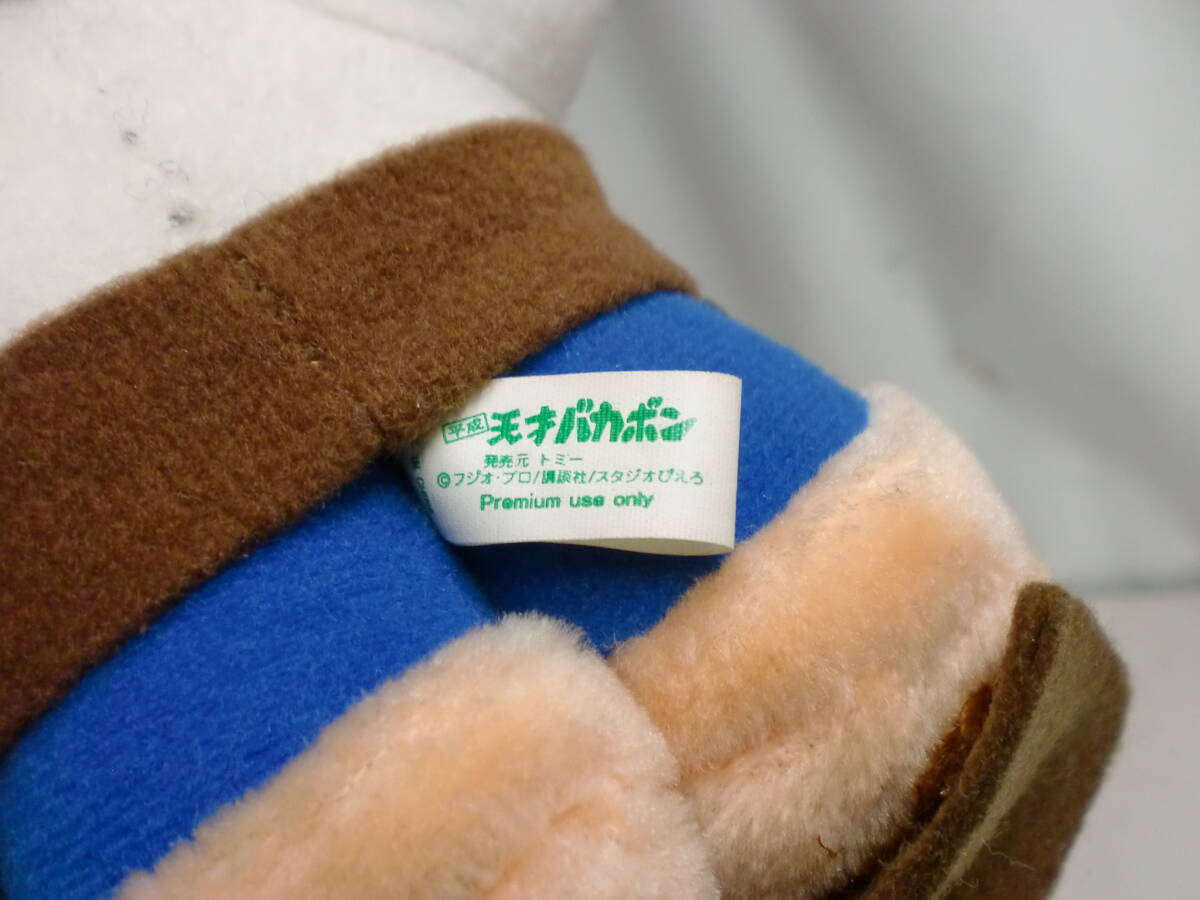 平成 天才バカボン
発売元 トミー
©フジオ・プロ/講談社/スタジオぴえろ
Premium use only